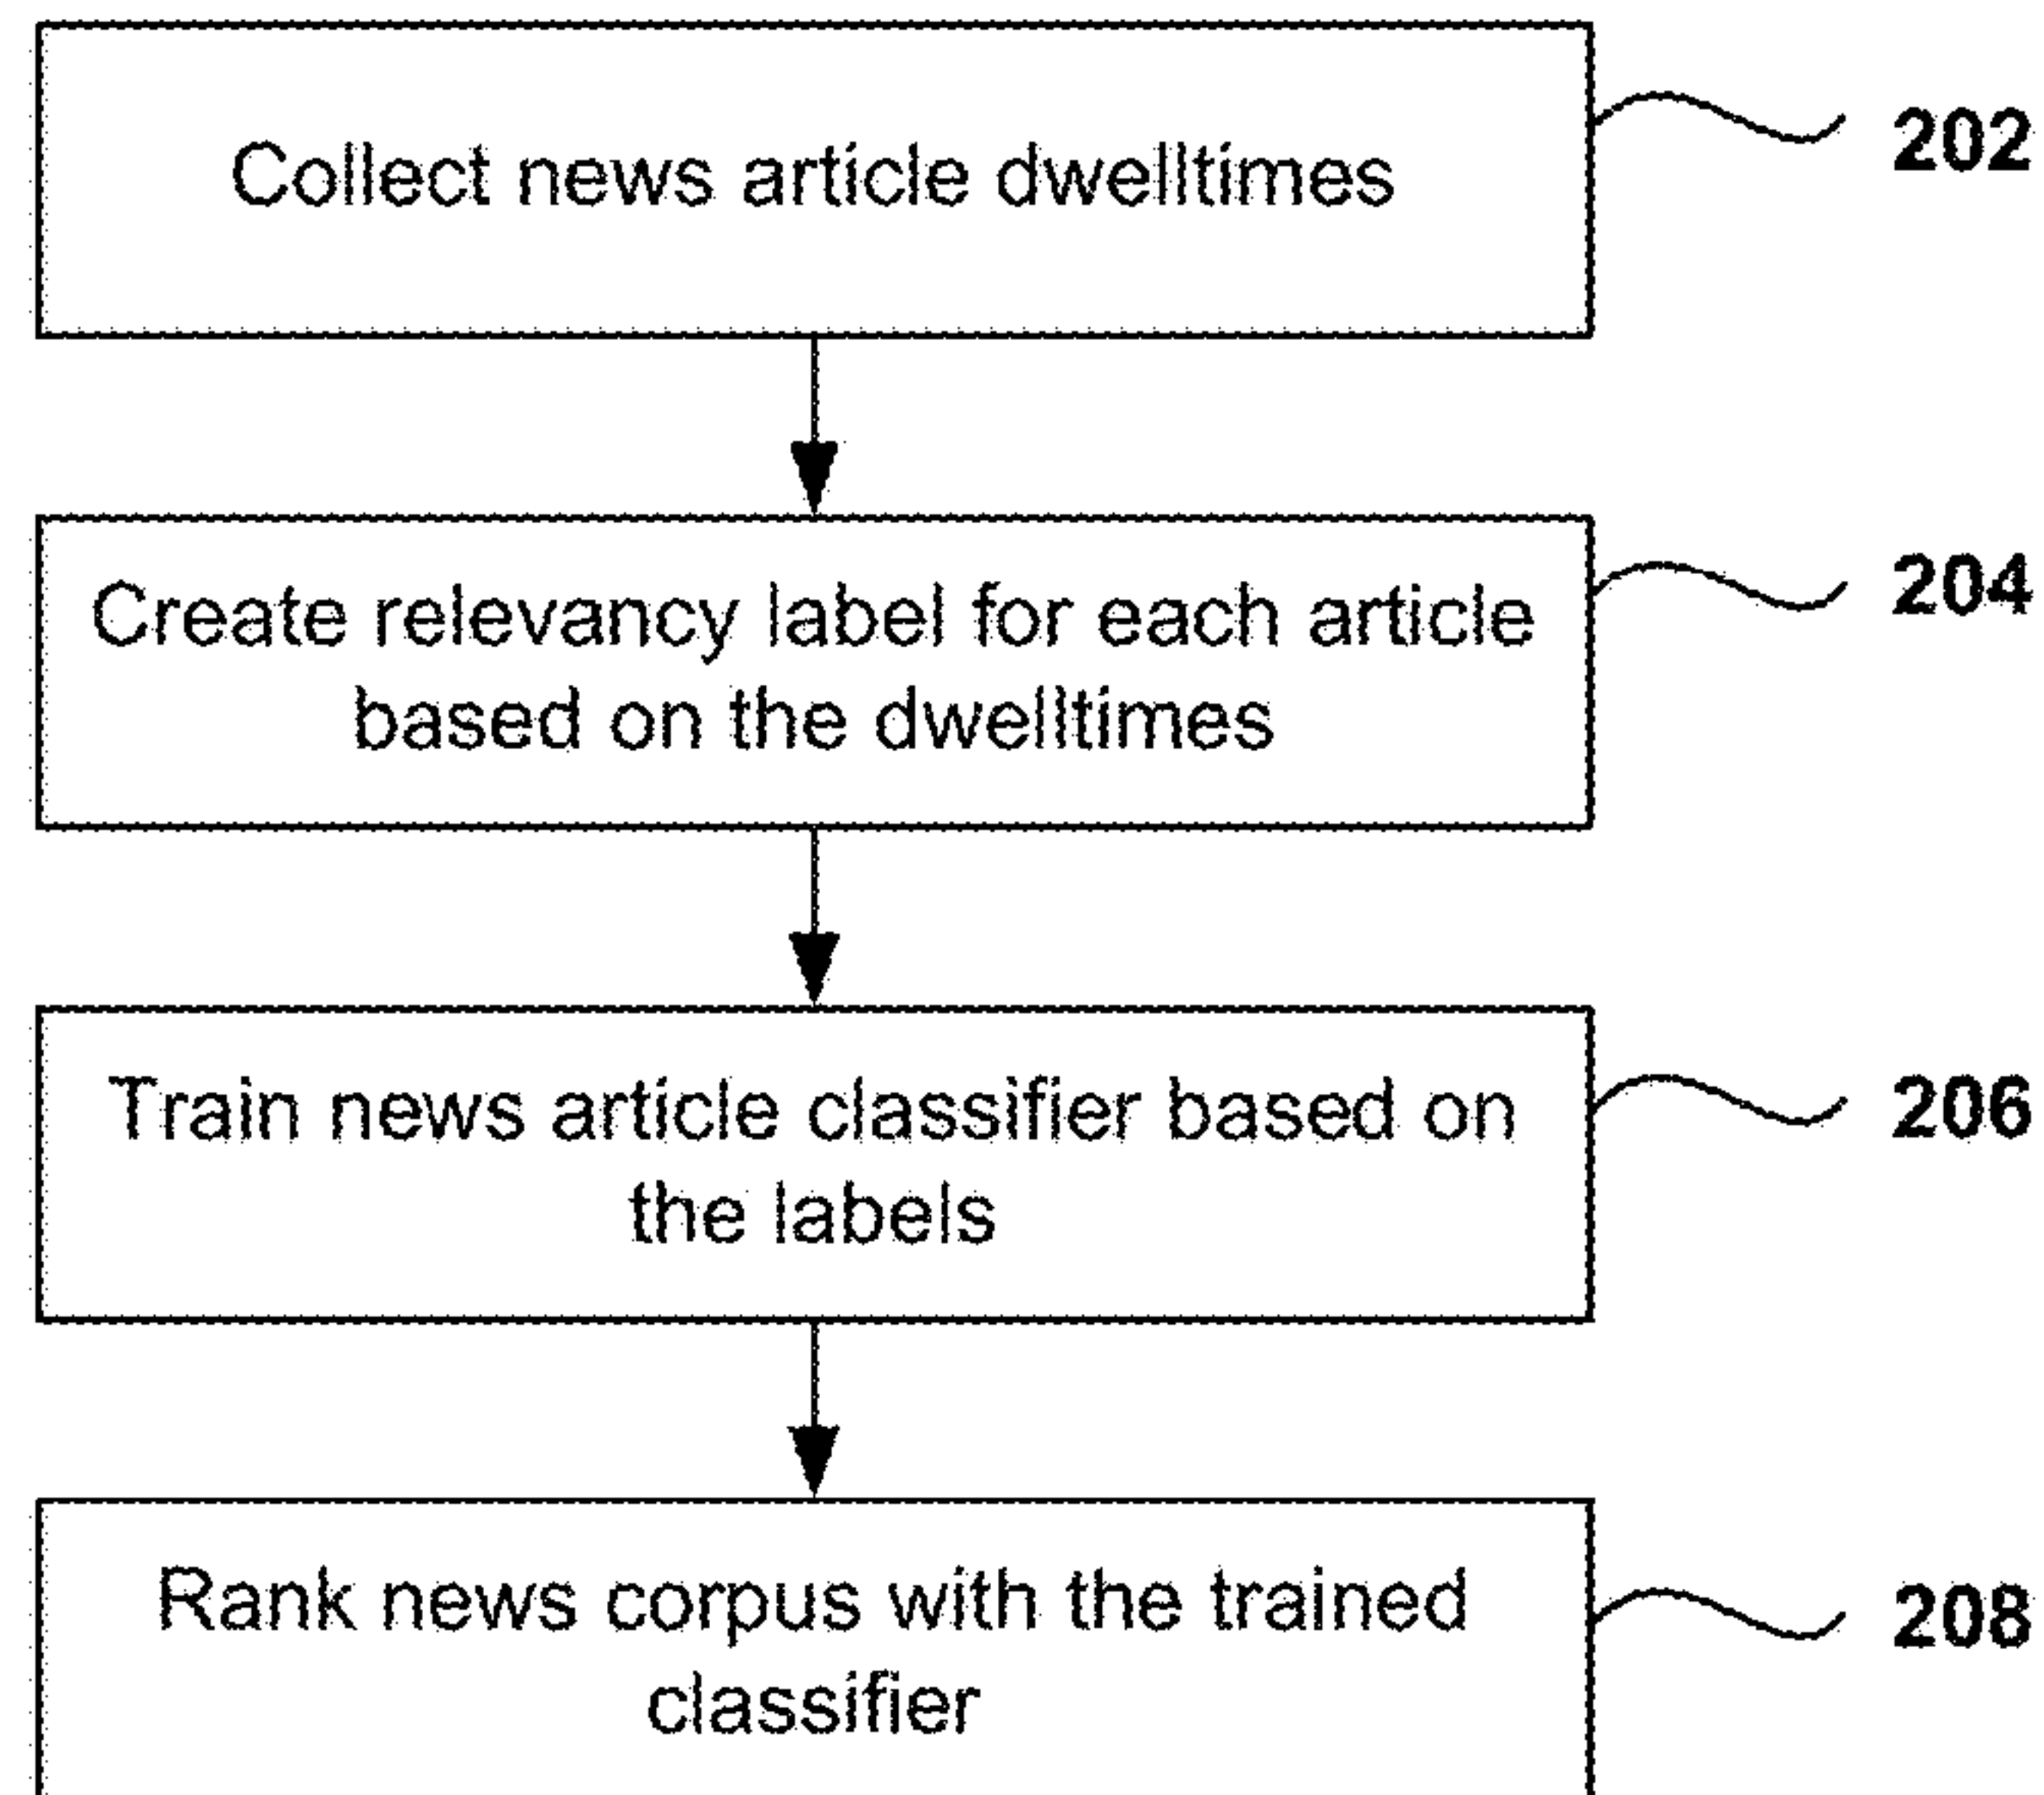 Collect news article dwelltimes
202
Create relevancy label for each article
based on the dwelltimes
204
Train news article classifier based on
the labels
206
Rank news corpus with the trained
classifier
208